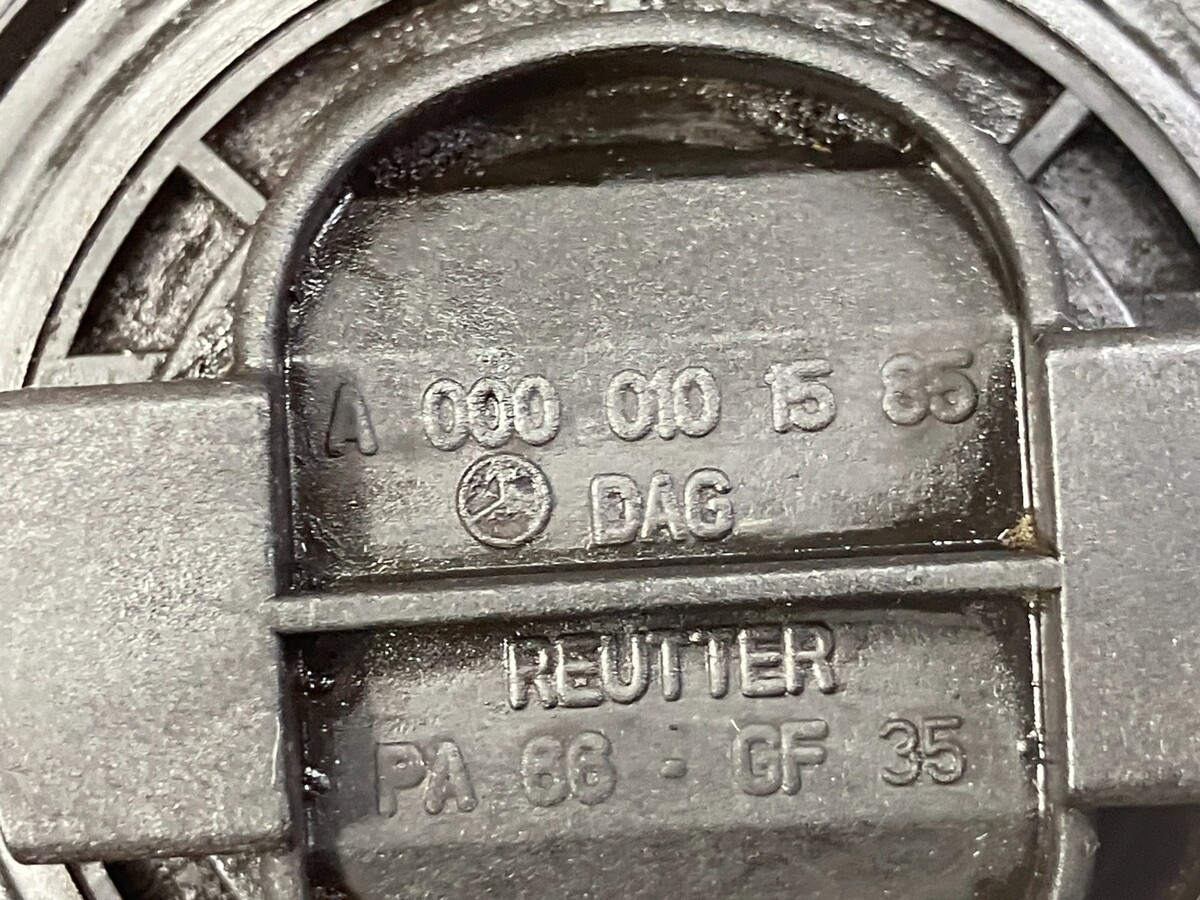 A 000 010 15 85
DAG
REUTTER
PA 66 - GF 35